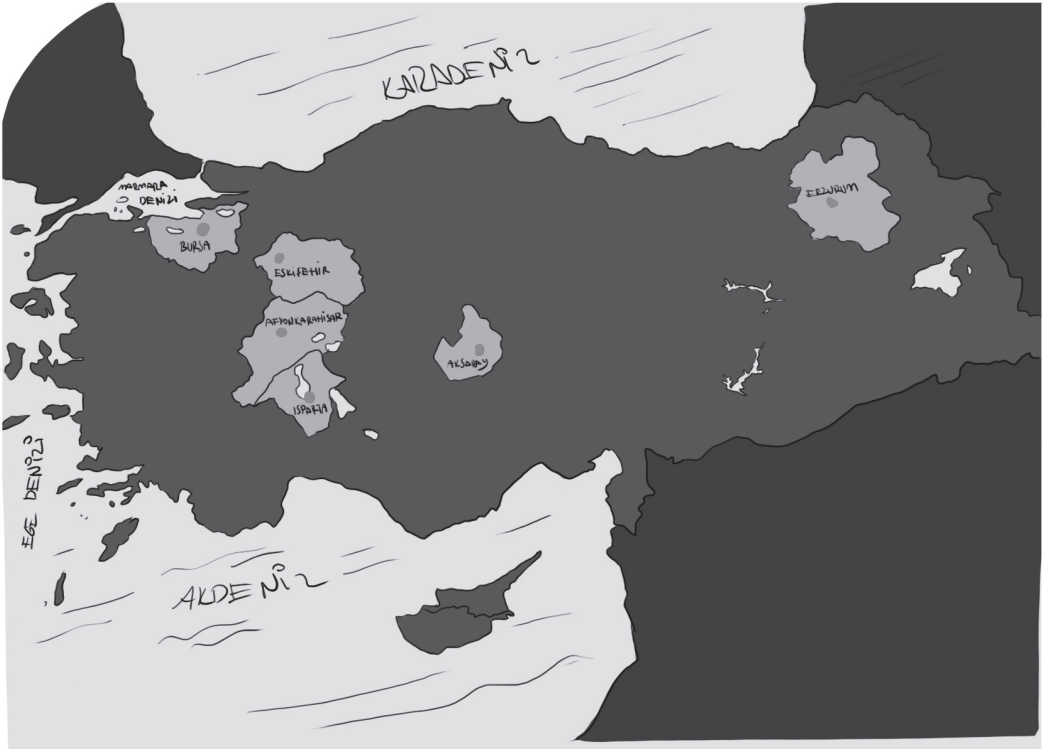 KARADENİZ
MARMARA
DENİZİ
BURSA
ESKİŞEHİR
AFYONKARAHİSAR
ISPARTA
AKSARAY
ERZURUM
EGE DENİZİ
AKDENİZ